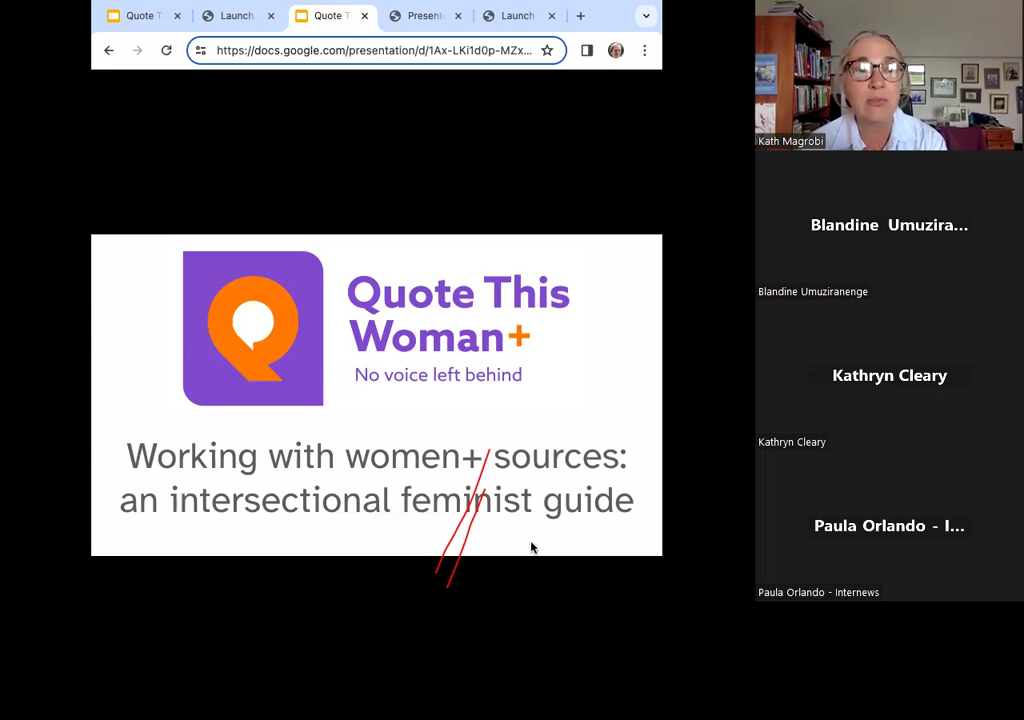 Quote T
Launch
Quote T
Present
Launch
https://docs.google.com/presentation/d/1Ax-LKi1d0p-MZx...
Quote This
Woman+
No voice left behind
Working with women+ sources:
an intersectional feminist guide
Kath Magrobi
Blandine Umuzira...
Blandine Umuziranenge
Kathryn Cleary
Kathryn Cleary
Paula Orlando - I...
Paula Orlando - Internews